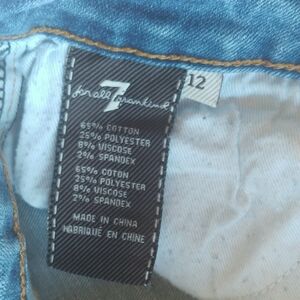 for all 7 mankind
12
65% COTTON
25% POLYESTER
8% VISCOSE
2% SPANDEX
65% COTON
25% POLYESTER
8% VISCOSE
2% SPANDEX
MADE IN CHINA
FABRIQUÉ EN CHINE